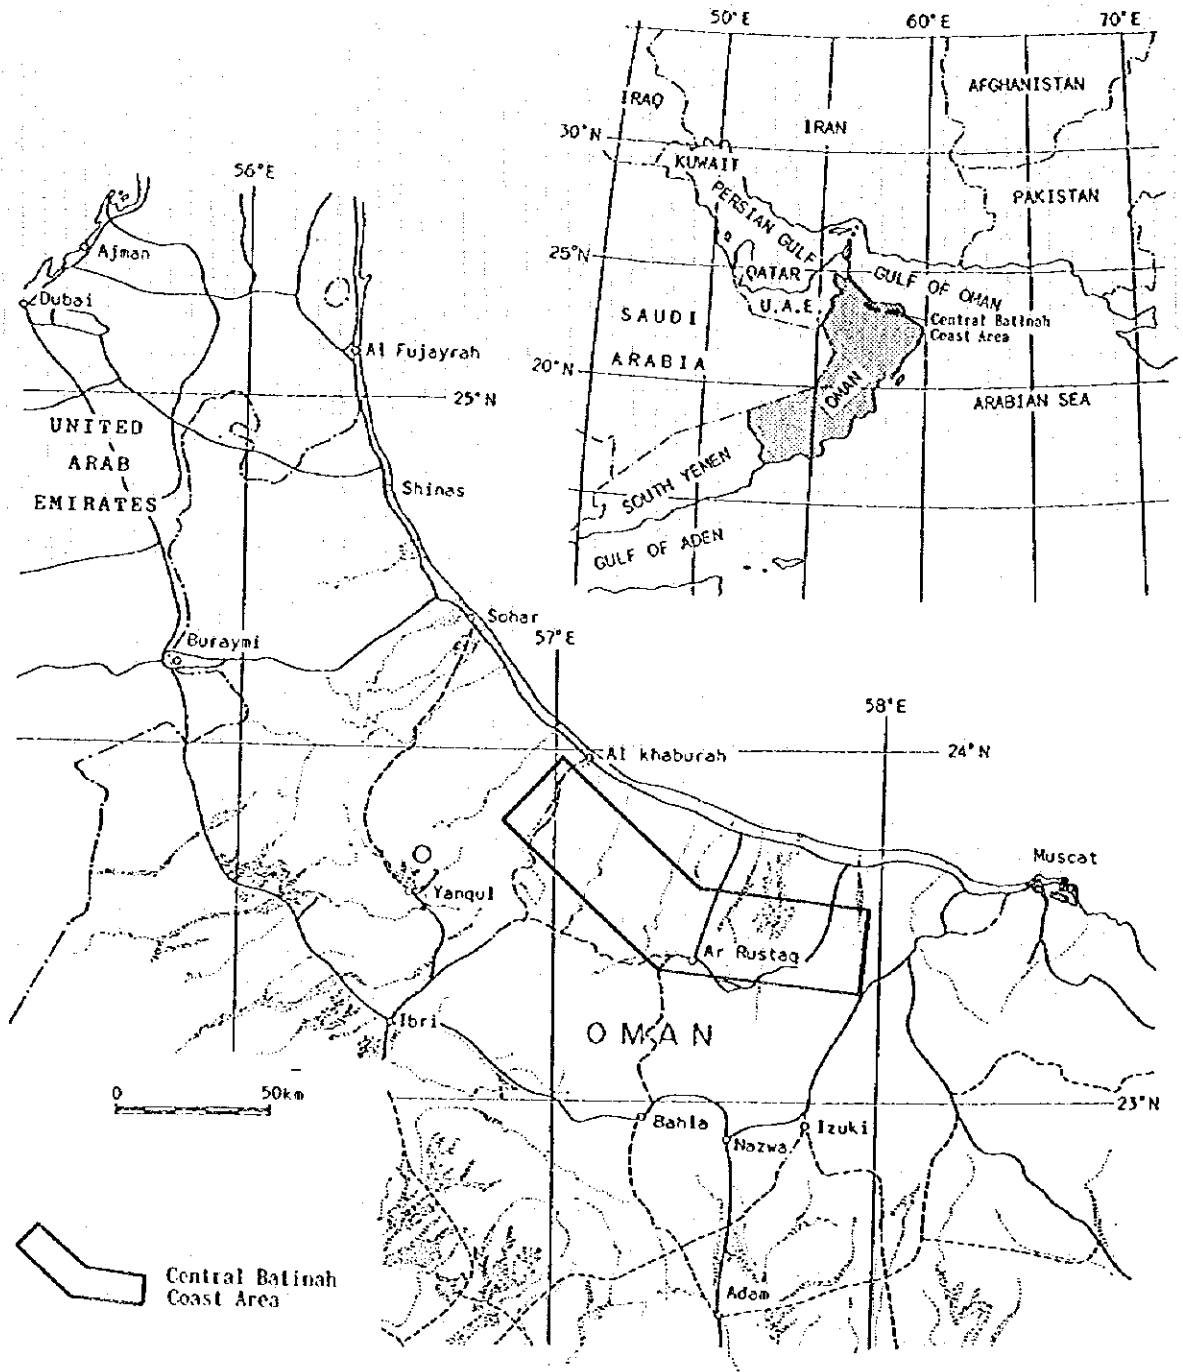 50°E
60°E
70°E
AFGHANISTAN
IRAQ
IRAN
30°N
KUWAIT
PAKISTAN
PERSIAN GULF
25°N
QATAR
GULF OF OMAN
U.A.E.
Central Batinah
Coast Area
SAUDI
ARABIA
20°N
OMAN
ARABIAN SEA
SOUTH YEMEN
GULF OF ADEN
56°E
Ajman
Dubai
Al Fujayrah
25°N
UNITED
ARAB
EMIRATES
Shinas
Sohar
57°E
Buraymi
58°E
Al khaburah
24°N
Muscat
Yanqul
Ar Rustaq
Ibri
OMAN
0
50km
23°N
Bahla
Nazwa
Izuki
Adam
Central Batinah
Coast Area